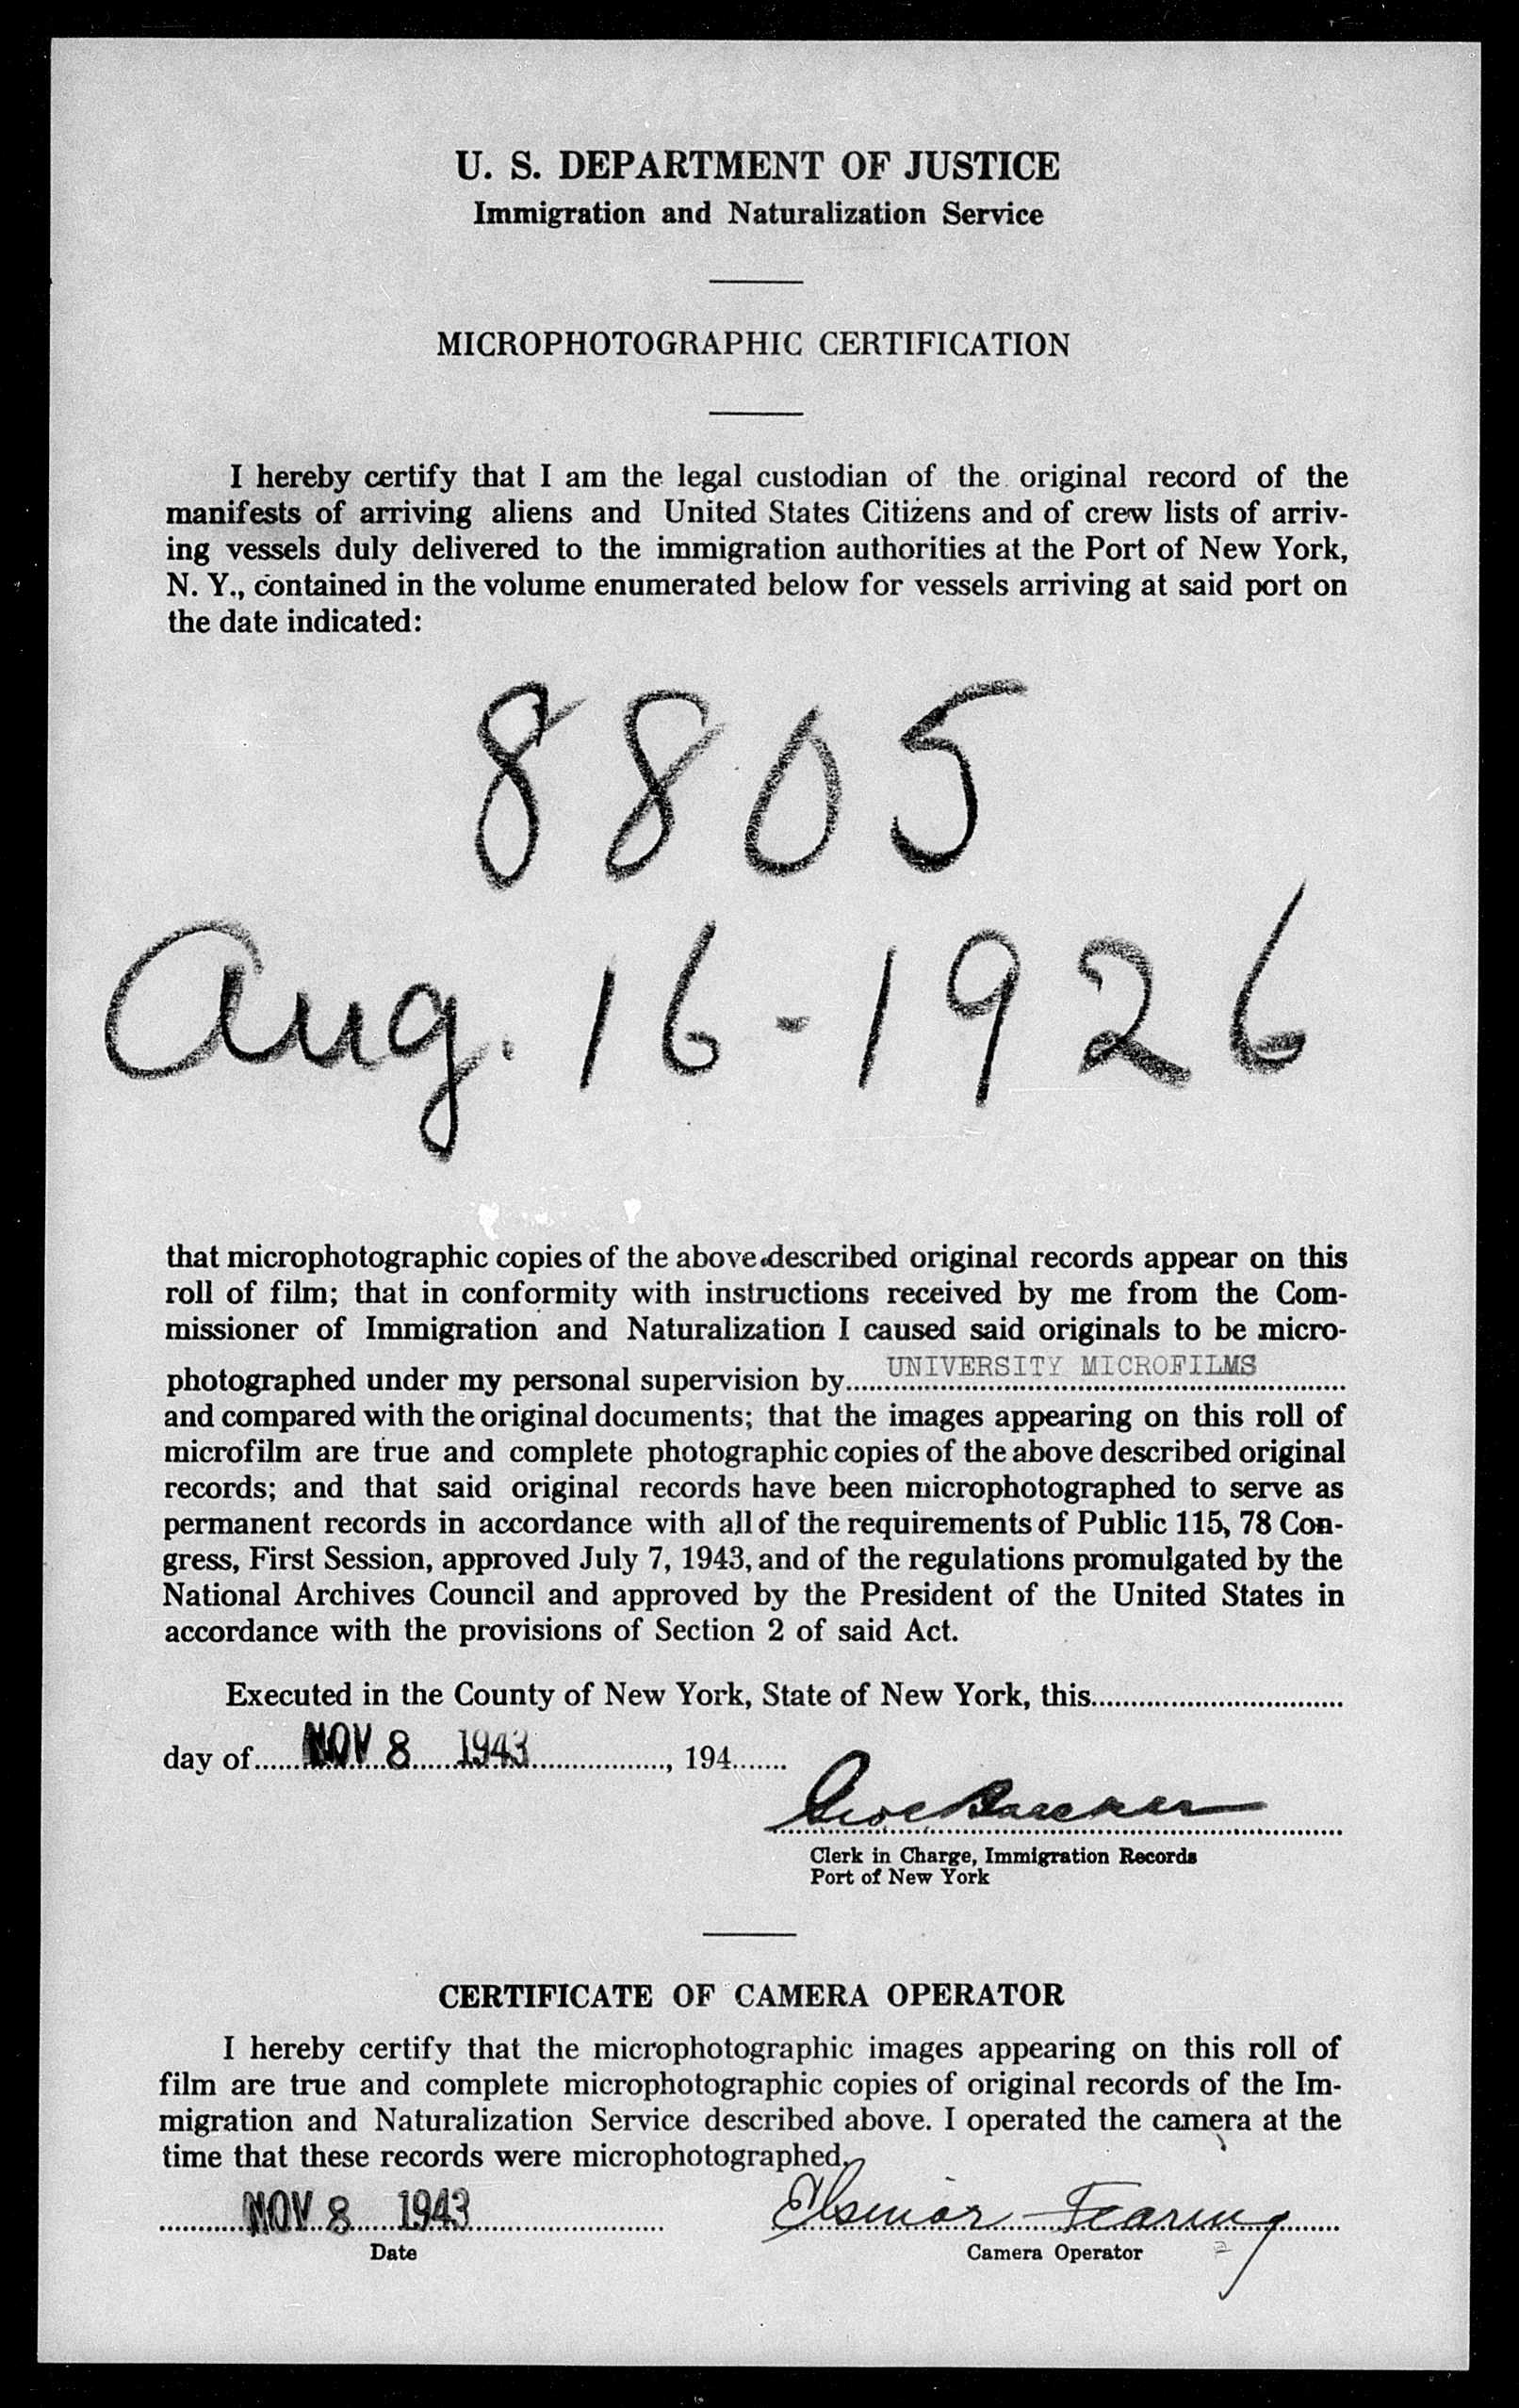 U. S. DEPARTMENT OF JUSTICE
Immigration and Naturalization Service
MICROPHOTOGRAPHIC CERTIFICATION
I hereby certify that I am the legal custodian of the original record of the
manifests of arriving aliens and United States Citizens and of crew lists of arriv-
ing vessels duly delivered to the immigration authorities at the Port of New York,
N. Y., contained in the volume enumerated below for vessels arriving at said port on
the date indicated:
8805
Aug. 16-1926
that microphotographic copies of the above described original records appear on this
roll of film; that in conformity with instructions received by me from the Com-
missioner of Immigration and Naturalization I caused said originals to be micro-
photographed under my personal supervision by UNIVERSITY MICROFILMS
and compared with the original documents; that the images appearing on this roll of
microfilm are true and complete photographic copies of the above described original
records; and that said original records have been microphotographed to serve as
permanent records in accordance with all of the requirements of Public 115, 78 Con-
gress, First Session, approved July 7, 1943, and of the regulations promulgated by the
National Archives Council and approved by the President of the United States in
accordance with the provisions of Section 2 of said Act.
Executed in the County of New York, State of New York, this
day of NOV 8 1943, 194
Clerk in Charge, Immigration Records
Port of New York
CERTIFICATE OF CAMERA OPERATOR
I hereby certify that the microphotographic images appearing on this roll of
film are true and complete microphotographic copies of original records of the Im-
migration and Naturalization Service described above. I operated the camera at the
time that these records were microphotographed.
NOV 8 1943 Fearing
Date Camera Operator